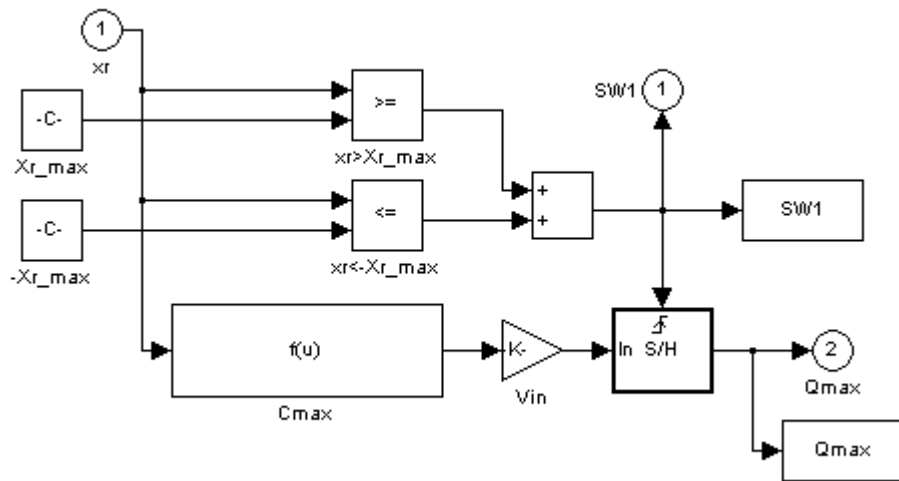 1
xr
-C-
Xr_max
>=
xr>Xr_max
-C-
-Xr_max
<=
xr<-Xr_max
+
+
SW1 1
SW1
f(u)
Cmax
-K-
Vin
In S/H
2
Qmax
Qmax